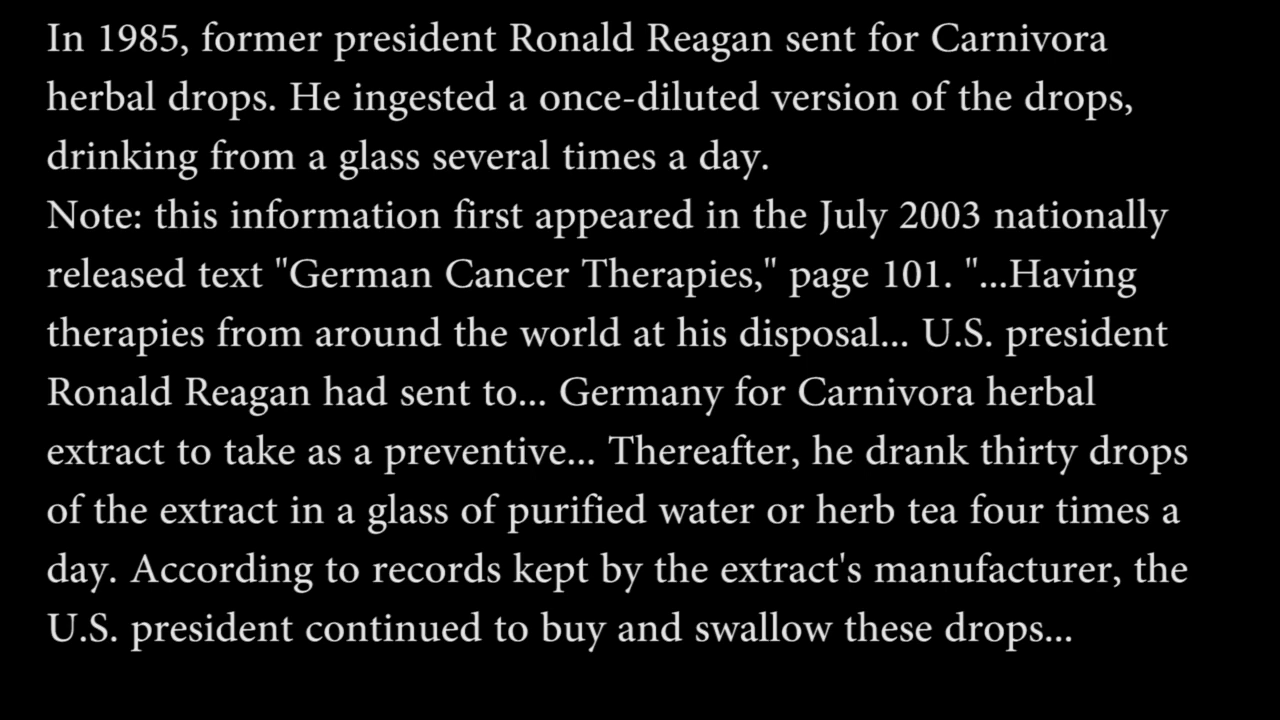 In 1985, former president Ronald Reagan sent for Carnivora
herbal drops. He ingested a once-diluted version of the drops,
drinking from a glass several times a day.
Note: this information first appeared in the July 2003 nationally
released text "German Cancer Therapies," page 101. "...Having
therapies from around the world at his disposal... U.S. president
Ronald Reagan had sent to... Germany for Carnivora herbal
extract to take as a preventive... Thereafter, he drank thirty drops
of the extract in a glass of purified water or herb tea four times a
day. According to records kept by the extract's manufacturer, the
U.S. president continued to buy and swallow these drops...